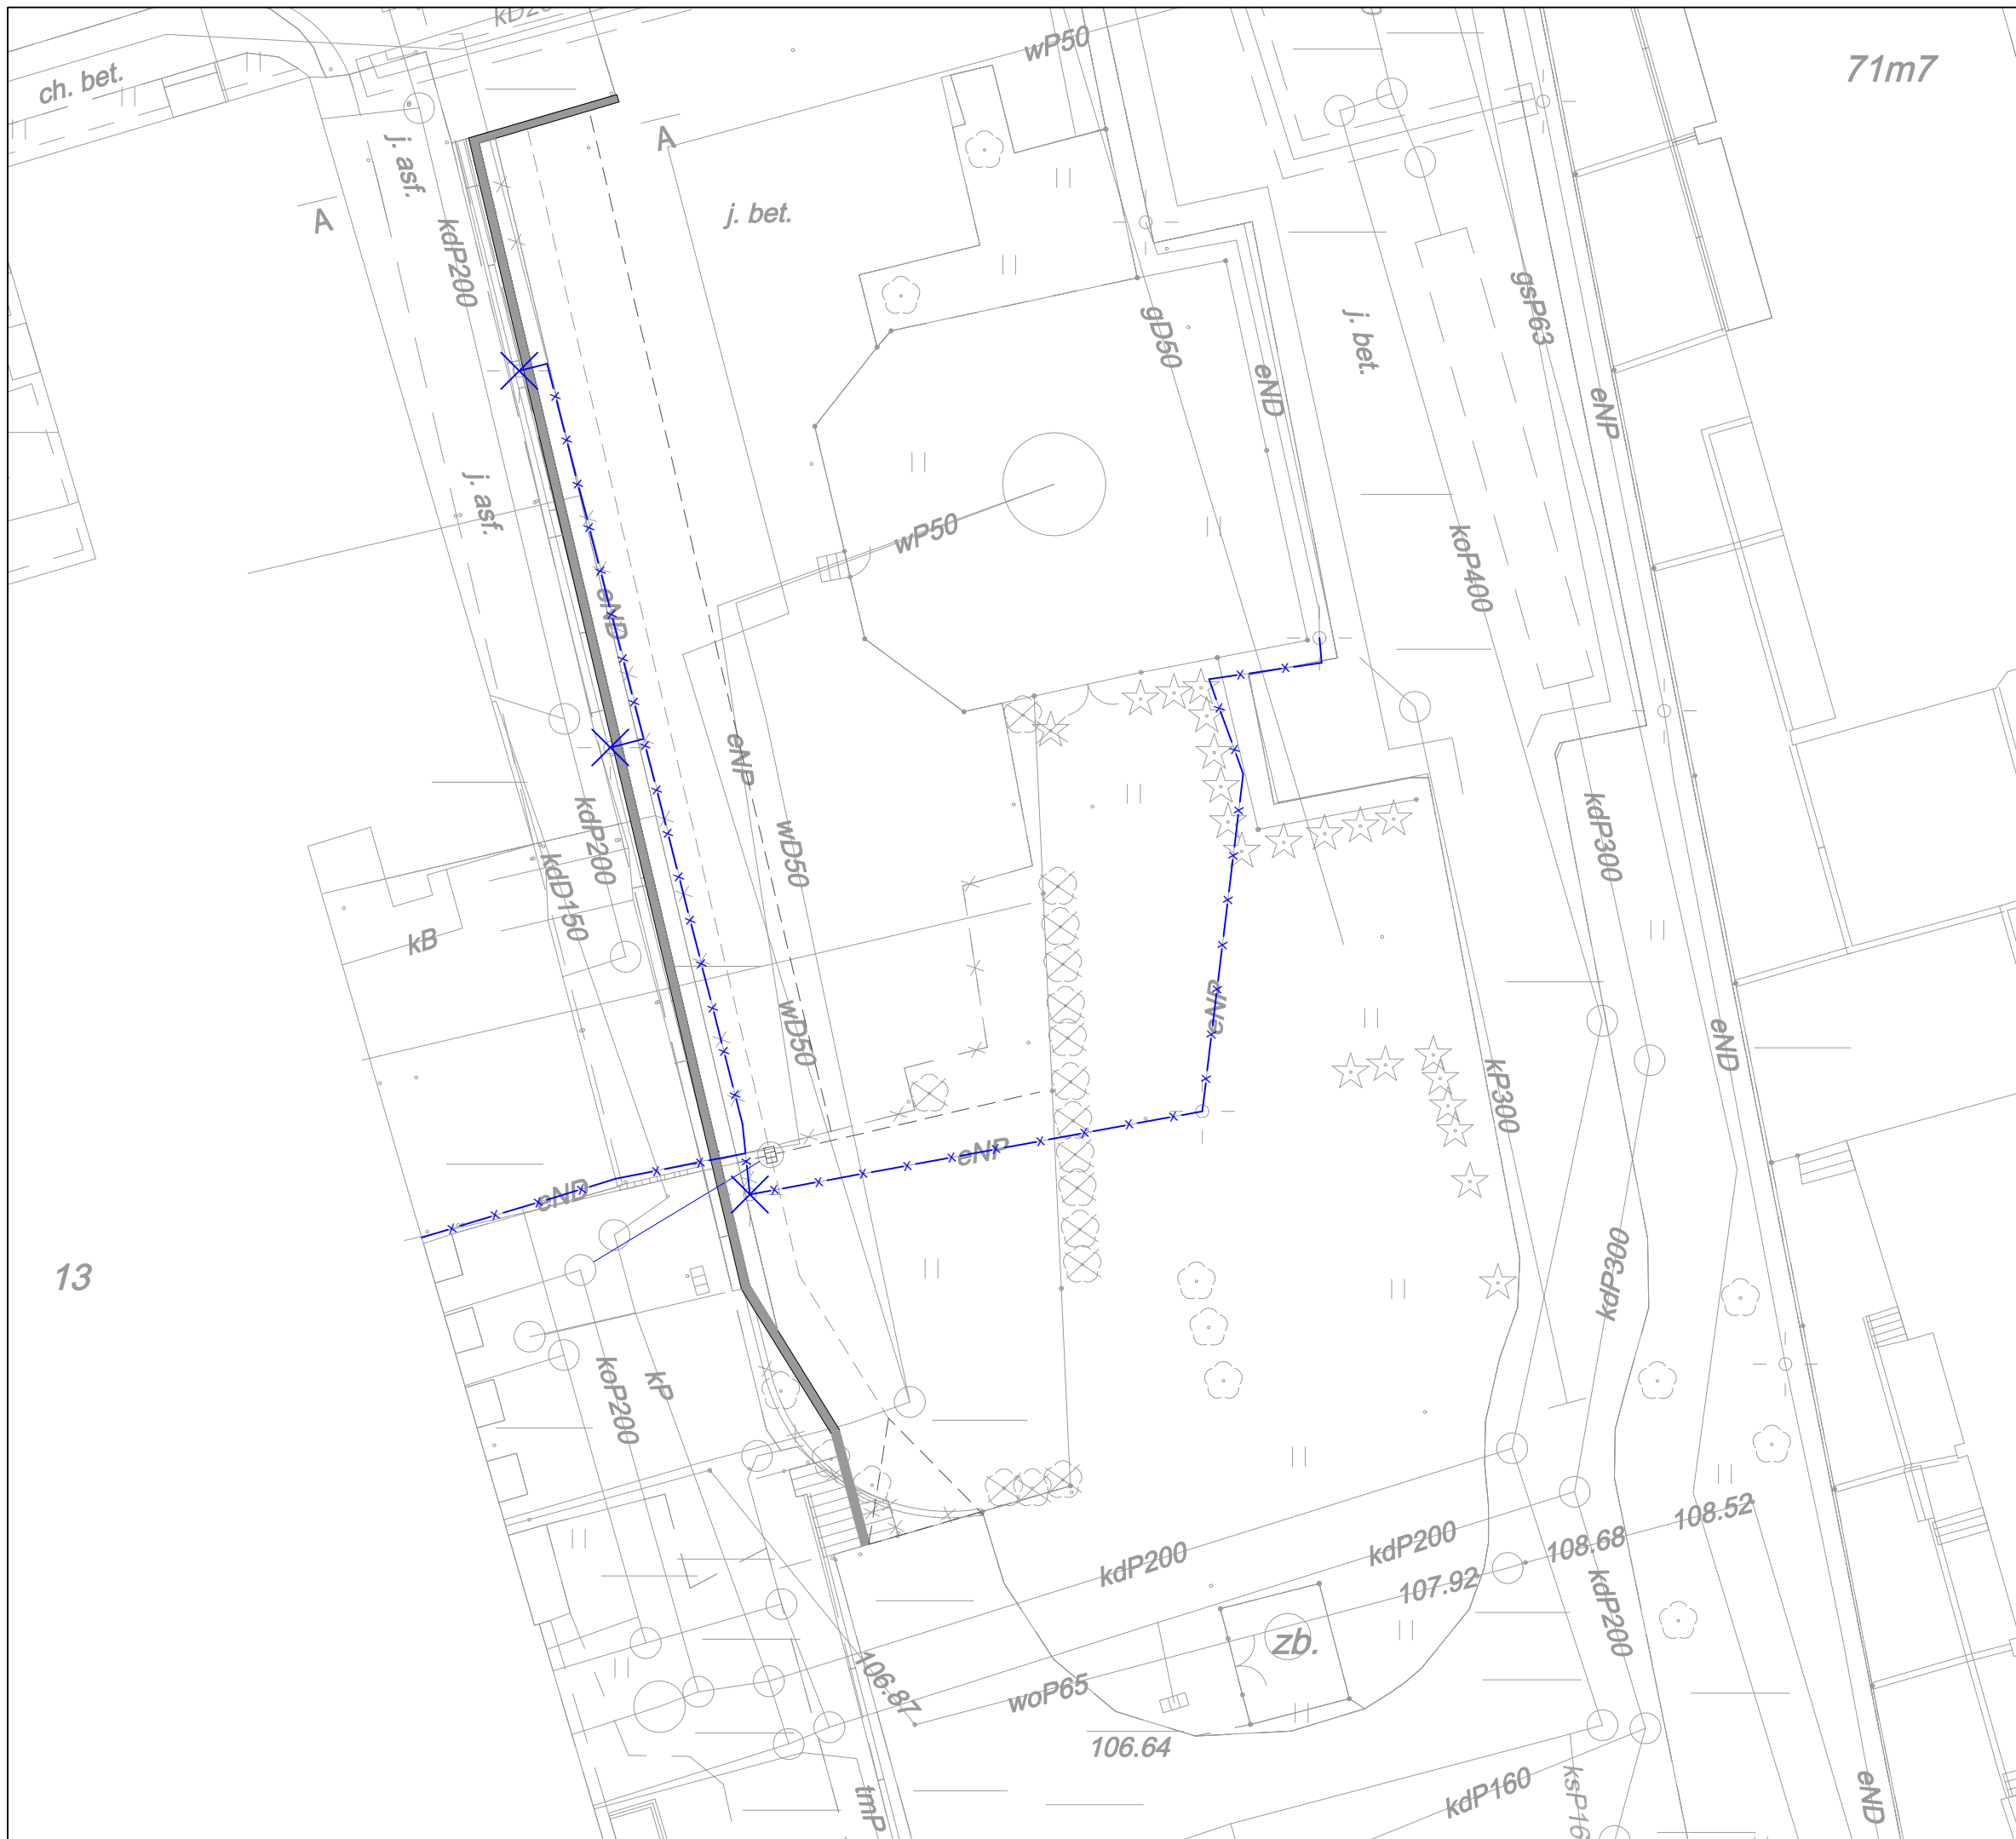 wP50
71m7
ch. bet.
A
j. asf.
A
j. bet.
kdP200
gsP63
gD50
j. bet.
eND
eNP
j. asf.
wP50
koP400
eND
eNP
wD50
kdP200
kdP300
kdD150
kB
eNP
wD50
eND
kP300
eNP
eND
13
kdP300
koP200
kP
108.52
108.68
kdP200
kdP200
107.92
kdP200
zb.
106.87
woP65
106.64
kdP160
tmP
eND